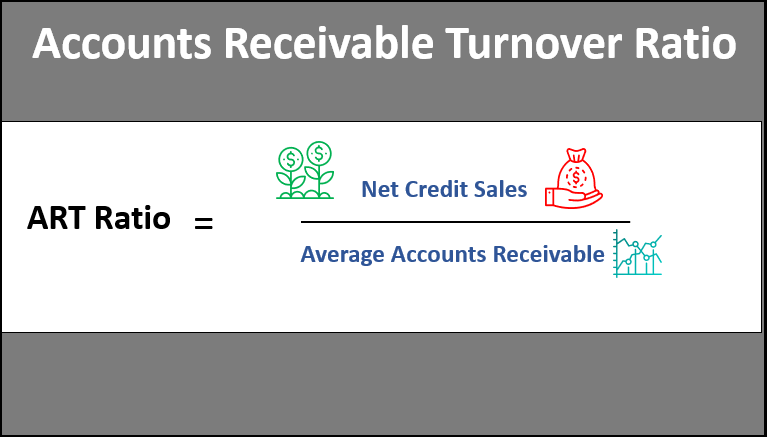 Accounts Receivable Turnover Ratio
Net Credit Sales
ART Ratio =
Average Accounts Receivable